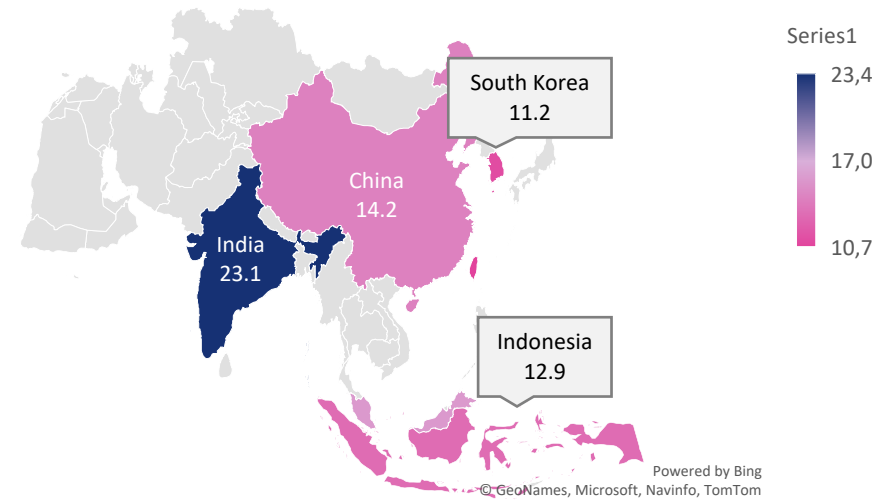 Series1
23,4
17,0
10,7
South Korea
11.2
China
14.2
India
23.1
Indonesia
12.9
Powered by Bing
© GeoNames, Microsoft, Navinfo, TomTom